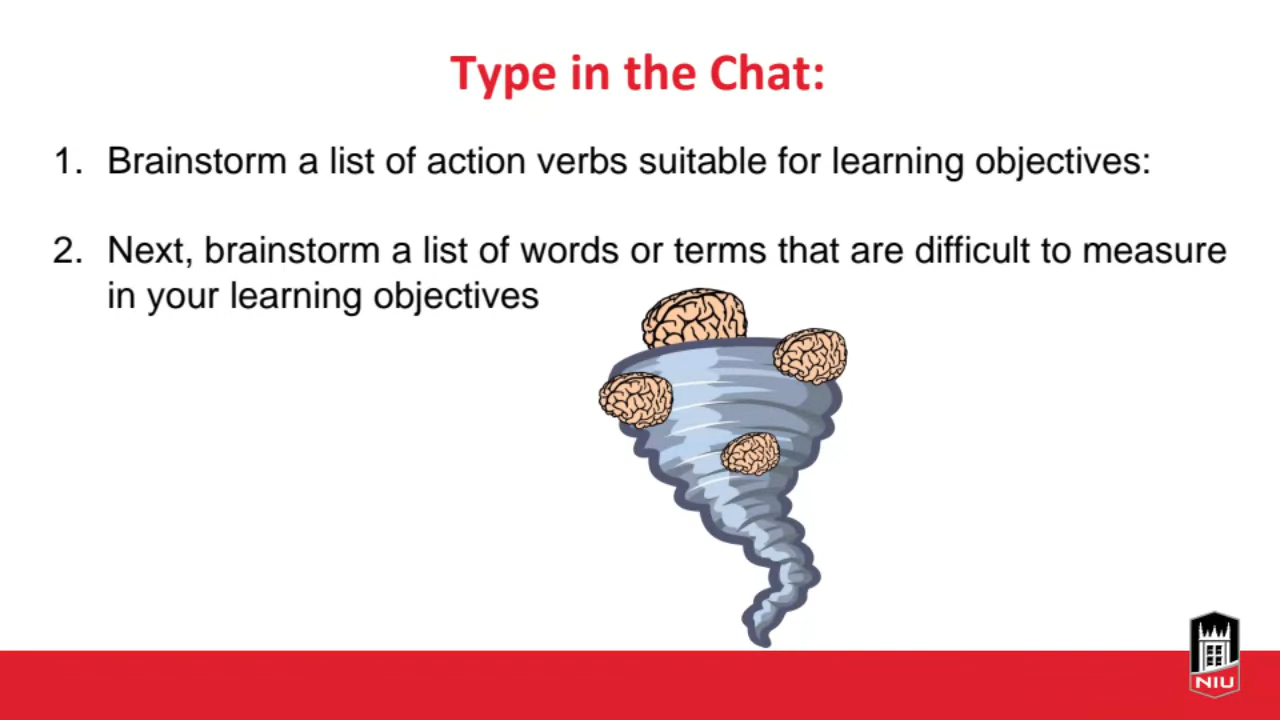 Type in the Chat:
1. Brainstorm a list of action verbs suitable for learning objectives:
2. Next, brainstorm a list of words or terms that are difficult to measure
in your learning objectives
NIU